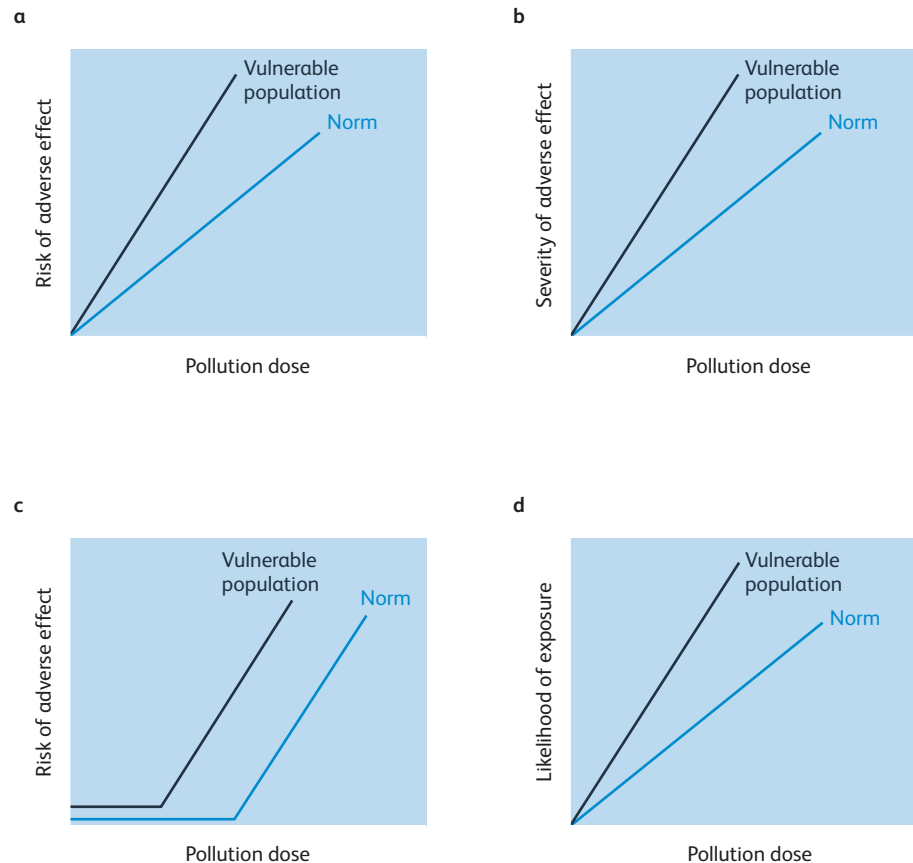 a
Risk of adverse effect
Vulnerable
population
Norm
Pollution dose
b
Severity of adverse effect
Vulnerable
population
Norm
Pollution dose
c
Risk of adverse effect
Vulnerable
population
Norm
Pollution dose
d
Likelihood of exposure
Vulnerable
population
Norm
Pollution dose